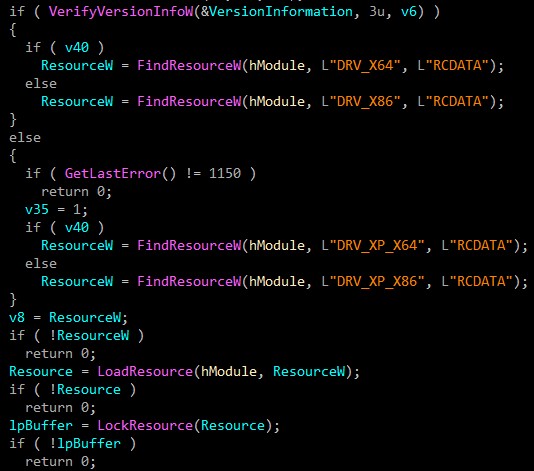 if ( VerifyVersionInfoW(&VersionInformation, 3u, v6) )
{
  if ( v40 )
    ResourceW = FindResourceW(hModule, L"DRV_X64", L"RCDATA");
  else
    ResourceW = FindResourceW(hModule, L"DRV_X86", L"RCDATA");
}
else
{
  if ( GetLastError() != 1150 )
    return 0;
  v35 = 1;
  if ( v40 )
    ResourceW = FindResourceW(hModule, L"DRV_XP_X64", L"RCDATA");
  else
    ResourceW = FindResourceW(hModule, L"DRV_XP_X86", L"RCDATA");
}
v8 = ResourceW;
if ( !ResourceW )
  return 0;
Resource = LoadResource(hModule, ResourceW);
if ( !Resource )
  return 0;
lpBuffer = LockResource(Resource);
if ( !lpBuffer )
  return 0;